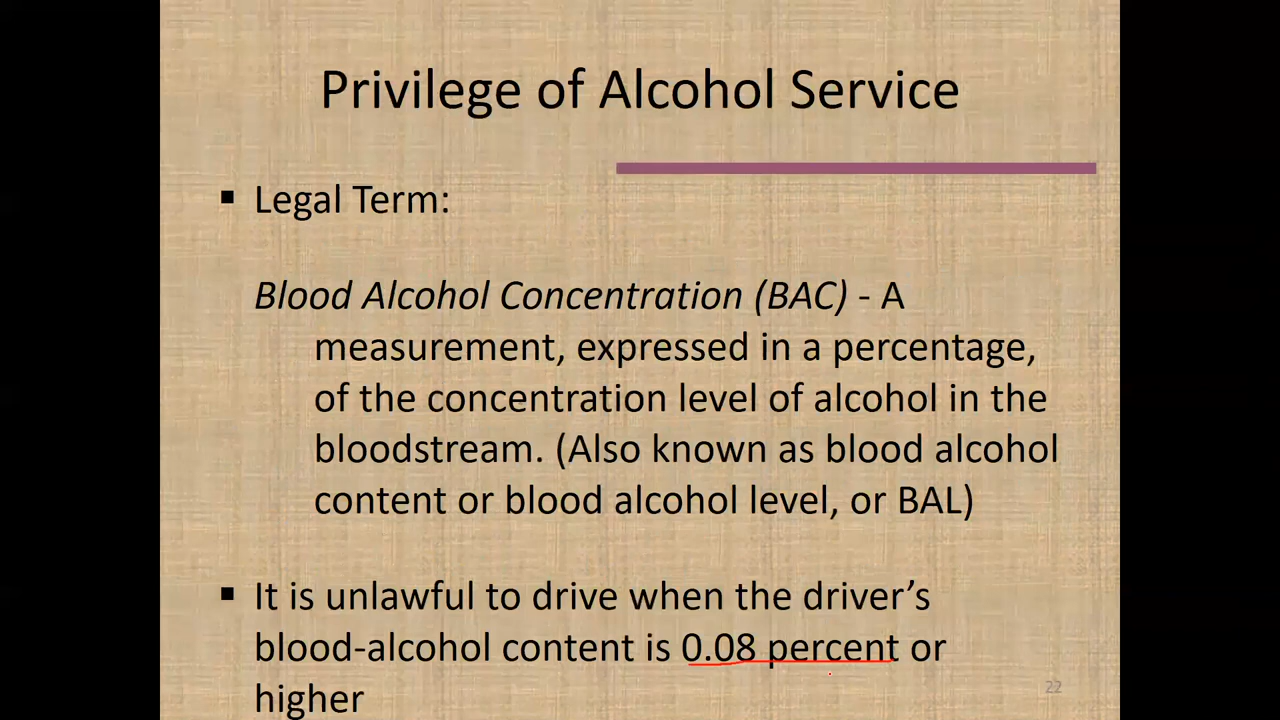 Privilege of Alcohol Service
▪ Legal Term:
Blood Alcohol Concentration (BAC) - A
measurement, expressed in a percentage,
of the concentration level of alcohol in the
bloodstream. (Also known as blood alcohol
content or blood alcohol level, or BAL)
▪ It is unlawful to drive when the driver’s
blood-alcohol content is 0.08 percent or
higher
22